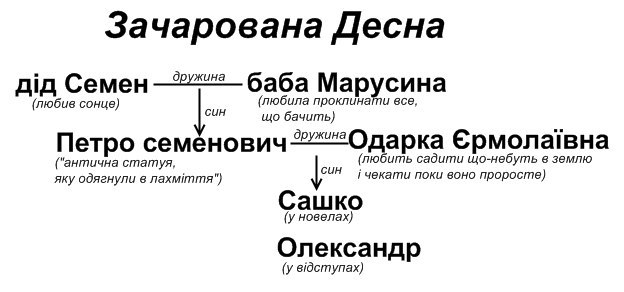 Зачарована Десна
дід Семен дружина баба Марусина
(любив сонце) (любила проклинати все,
син що бачить)
Петро семенович дружина Одарка Єрмолаївна
("антична статуя, (любить садити що-небуть в землю
яку одягнули в лахміття") син і чекати поки воно проросте)
Сашко
(у новелах)
Олександр
(у відступах)